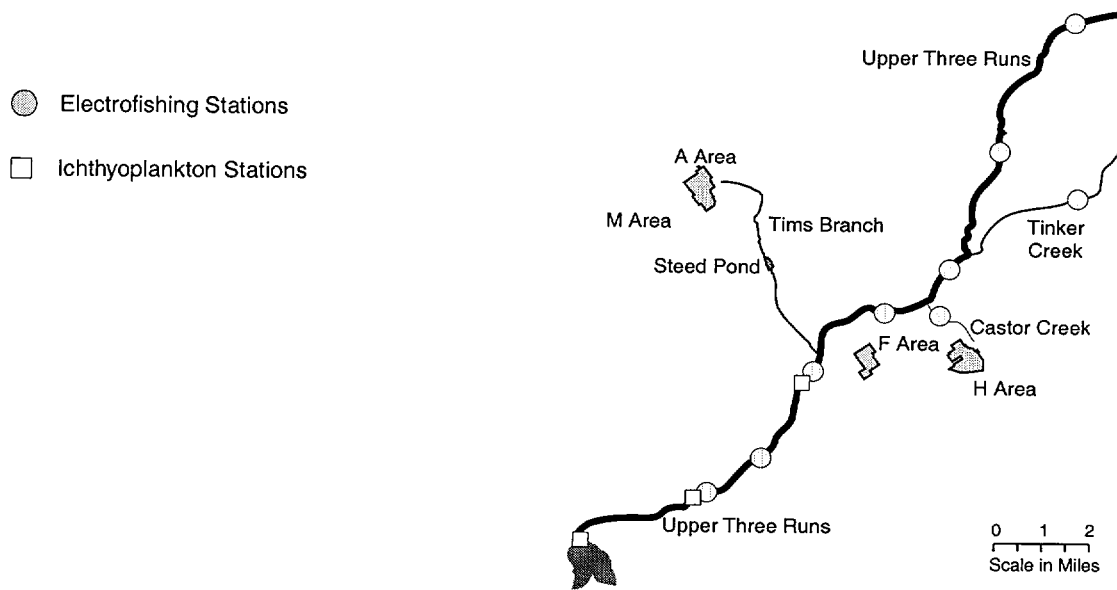 Upper Three Runs
Electrofishing Stations
Ichthyoplankton Stations
A Area
M Area
Tims Branch
Tinker
Creek
Steed Pond
Castor Creek
F Area
H Area
Upper Three Runs
0 1 2
Scale in Miles